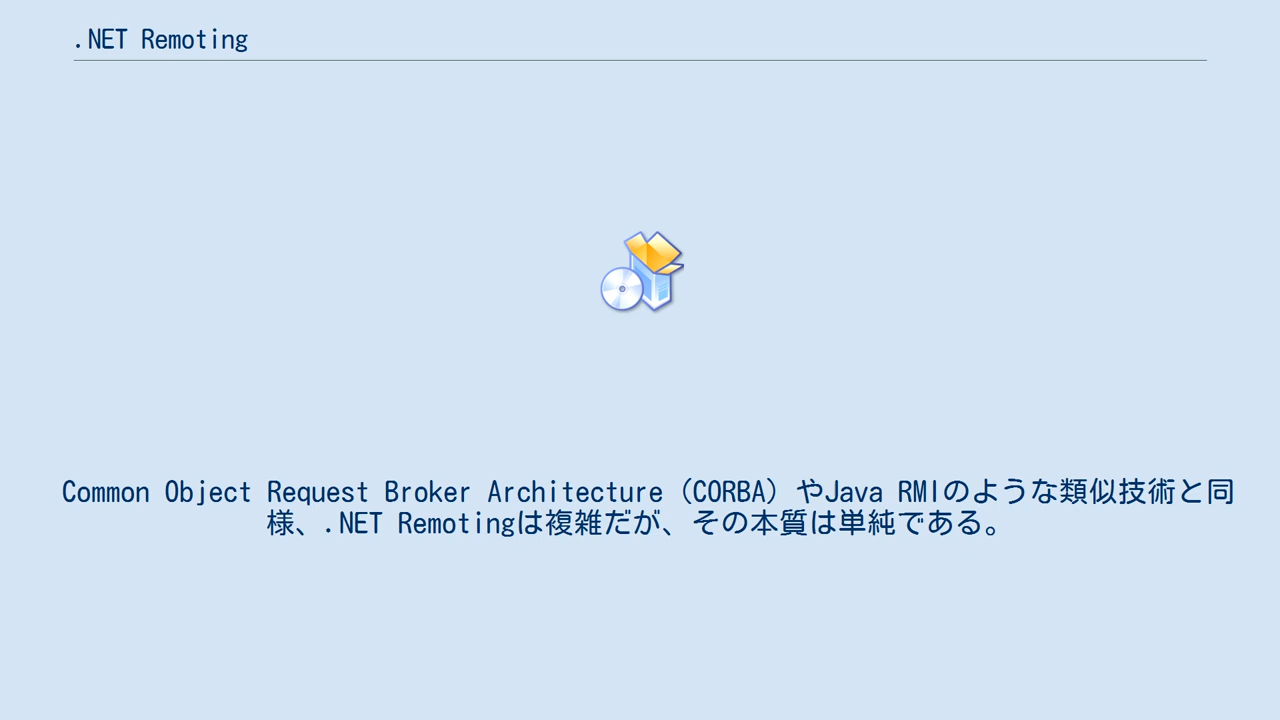 .NET Remoting
Common Object Request Broker Architecture（CORBA）やJava RMIのような類似技術と同
様、.NET Remotingは複雑だが、その本質は単純である。